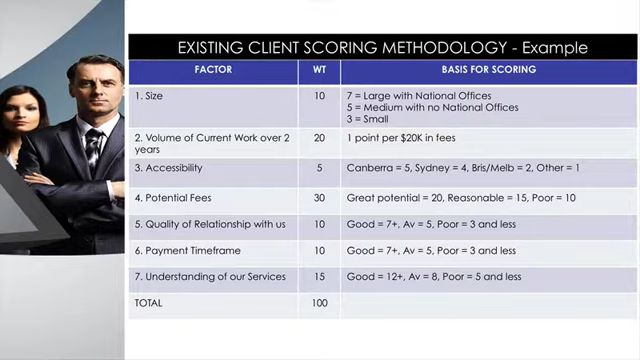 EXISTING CLIENT SCORING METHODOLOGY - Example
FACTOR WT BASIS FOR SCORING
1. Size 10 7 = Large with National Offices
5 = Medium with no National Offices
3 = Small
2. Volume of Current Work over 2 20 1 point per $20K in fees
years
3. Accessibility 5 Canberra = 5, Sydney = 4, Bris/Melb = 2, Other = 1
4. Potential Fees 30 Great potential = 20, Reasonable = 15, Poor = 10
5. Quality of Relationship with us 10 Good = 7+, Av = 5, Poor = 3 and less
6. Payment Timeframe 10 Good = 7+, Av = 5, Poor = 3 and less
7. Understanding of our Services 15 Good = 12+, Av = 8, Poor = 5 and less
TOTAL 100